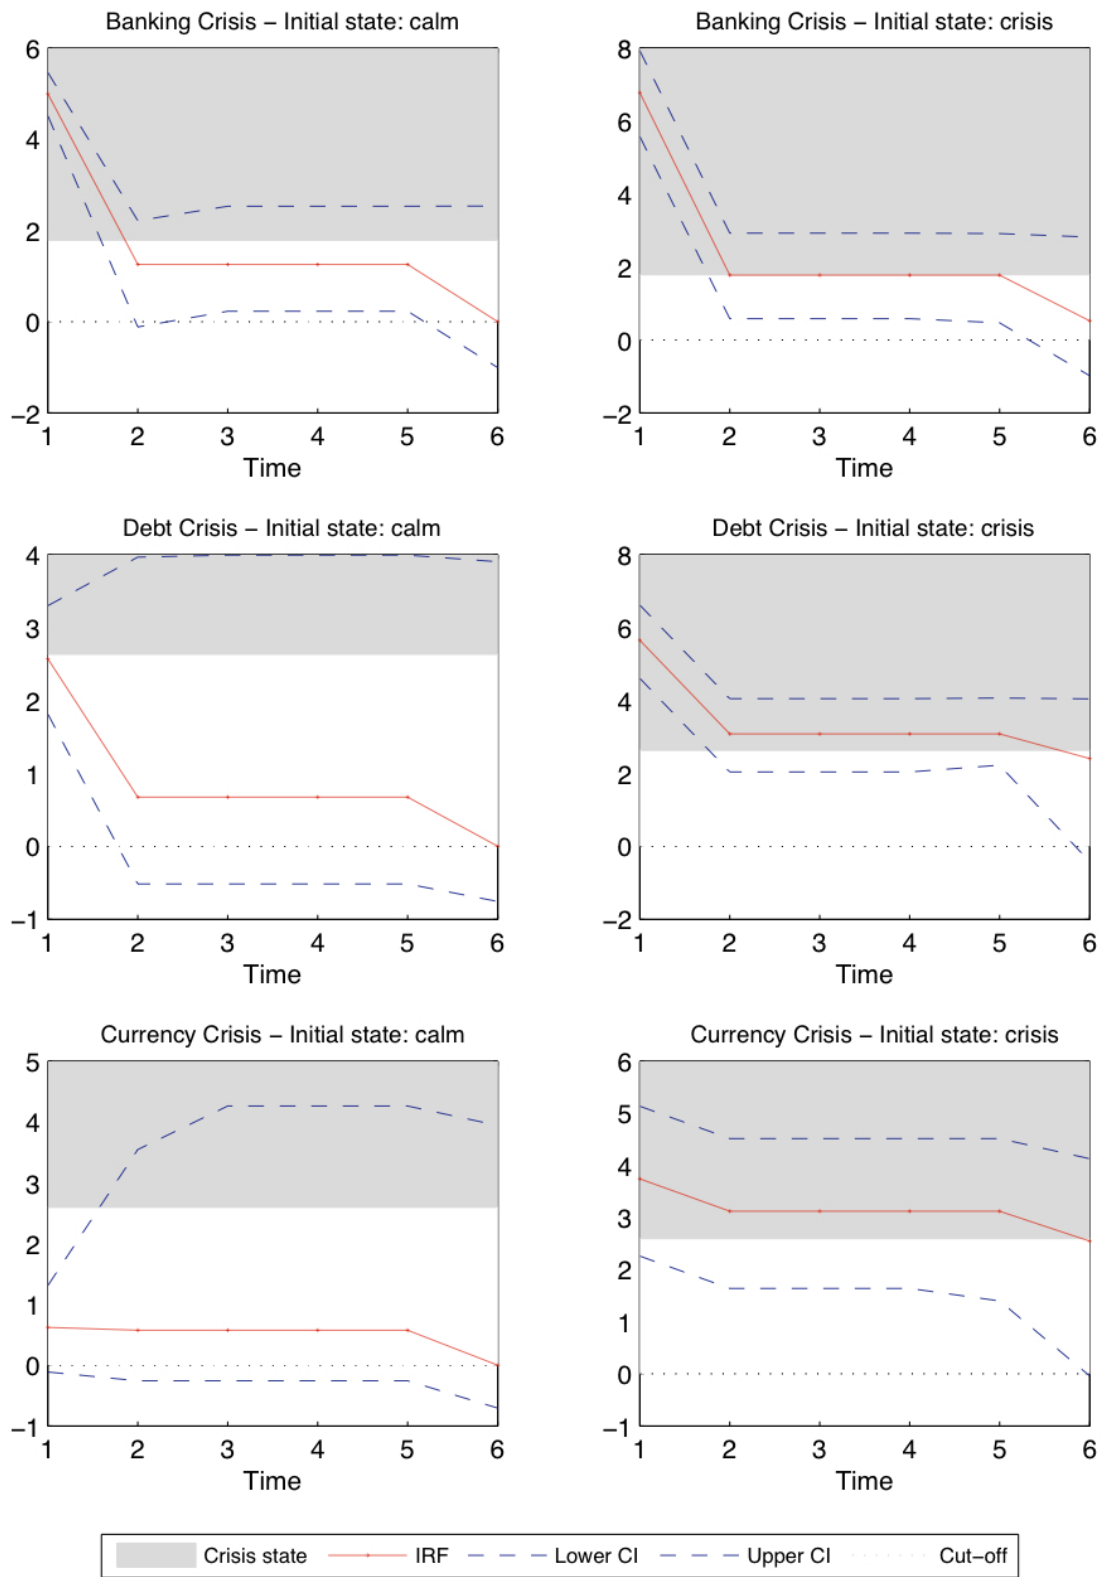 Banking Crisis – Initial state: calm
6
4
2
0
−2
1 2 3 4 5 6
Time
Banking Crisis – Initial state: crisis
8
6
4
2
0
−2
1 2 3 4 5 6
Time
Debt Crisis – Initial state: calm
4
3
2
1
0
−1
1 2 3 4 5 6
Time
Debt Crisis – Initial state: crisis
8
6
4
2
0
−2
1 2 3 4 5 6
Time
Currency Crisis – Initial state: calm
5
4
3
2
1
0
−1
1 2 3 4 5 6
Time
Currency Crisis – Initial state: crisis
6
5
4
3
2
1
0
−1
1 2 3 4 5 6
Time
Crisis state IRF Lower CI Upper CI Cut−off